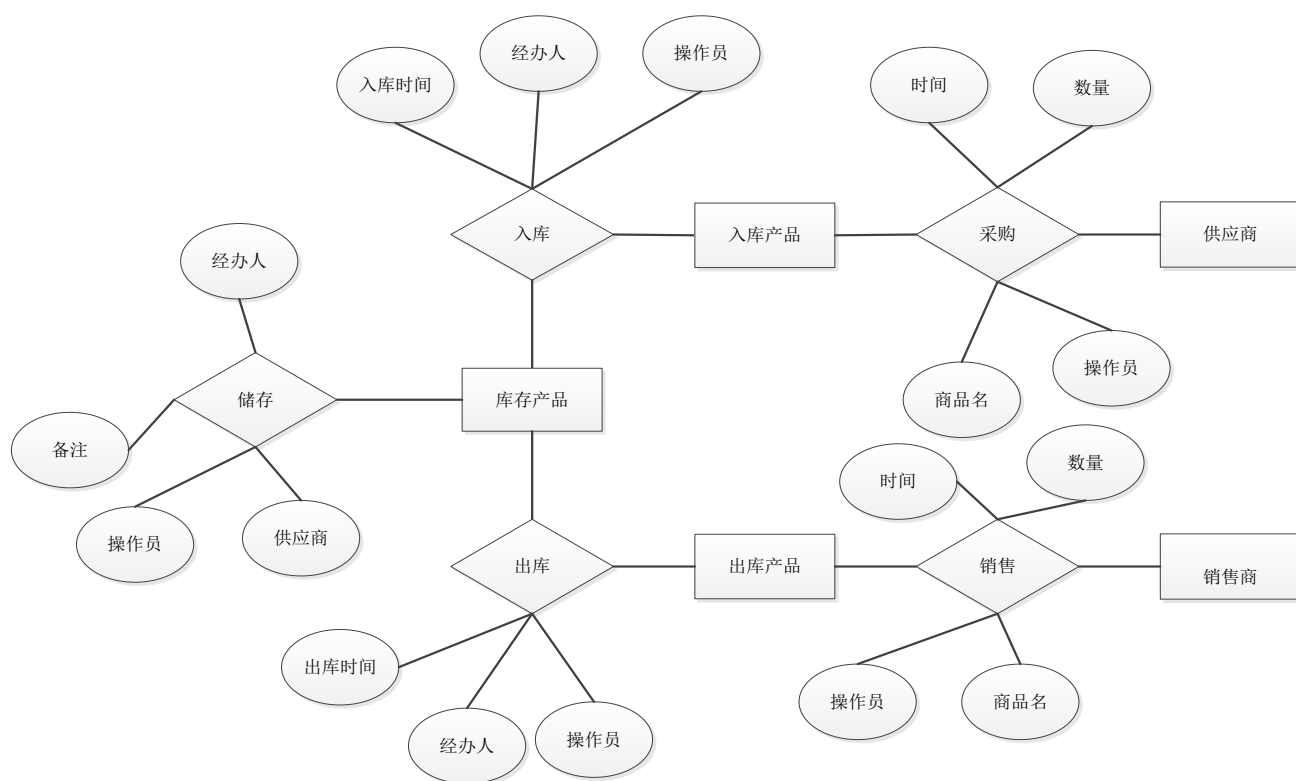 经办人
操作员
入库时间
时间
数量
入库
入库产品
采购
供应商
经办人
操作员
储存
库存产品
商品名
备注
数量
时间
操作员
供应商
出库
出库产品
销售
销售商
出库时间
操作员
商品名
经办人
操作员